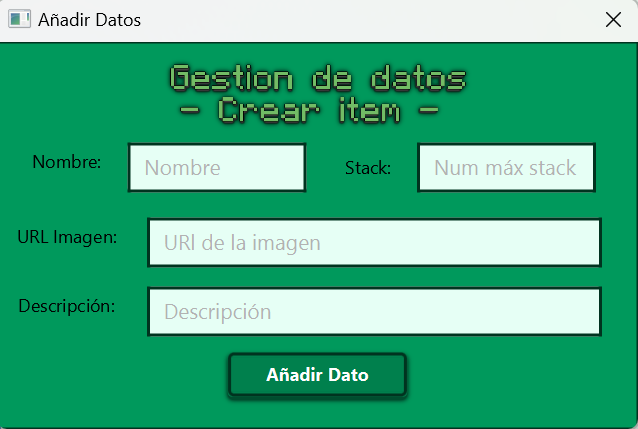 Añadir Datos
Gestion de datos
- Crear item -
Nombre: Nombre Stack: Num máx stack
URL Imagen: URl de la imagen
Descripción: Descripción
Añadir Dato